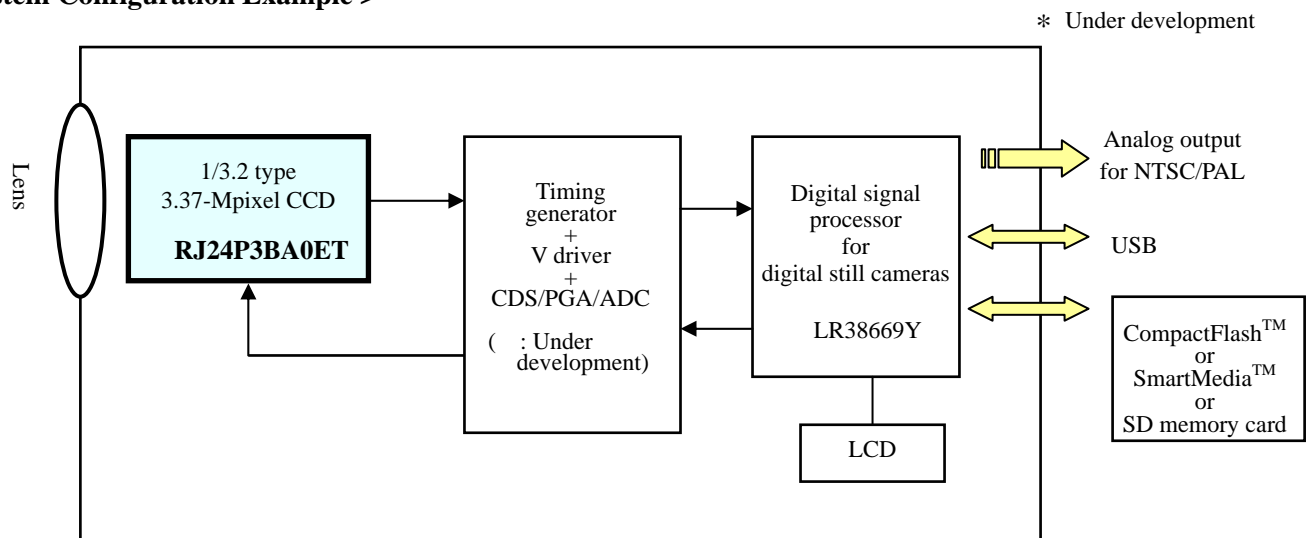 stem Configuration Example >
* Under development
Lens
1/3.2 type
3.37-Mpixel CCD
RJ24P3BA0ET
Timing
generator
+
V driver
+
CDS/PGA/ADC
( : Under
development)
Digital signal
processor
for
digital still cameras
LR38669Y
LCD
Analog output
for NTSC/PAL
USB
CompactFlash™
or
SmartMedia™
or
SD memory card